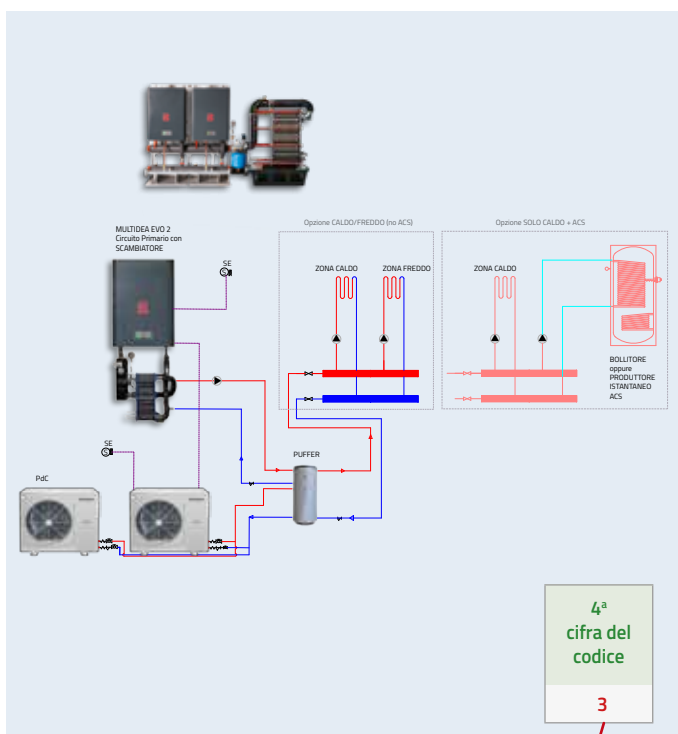 Opzione CALDO/FREDDO (no ACS)
Opzione SOLO CALDO + ACS
MULTIDEA EVO 2
Circuito Primario con
SCAMBIATORE
SE
ZONA CALDO
ZONA FREDDO
ZONA CALDO
BOLLITORE
oppure
PRODUTTORE
ISTANTANEO
ACS
SE
PUFFER
PdC
4ª
cifra del
codice
3